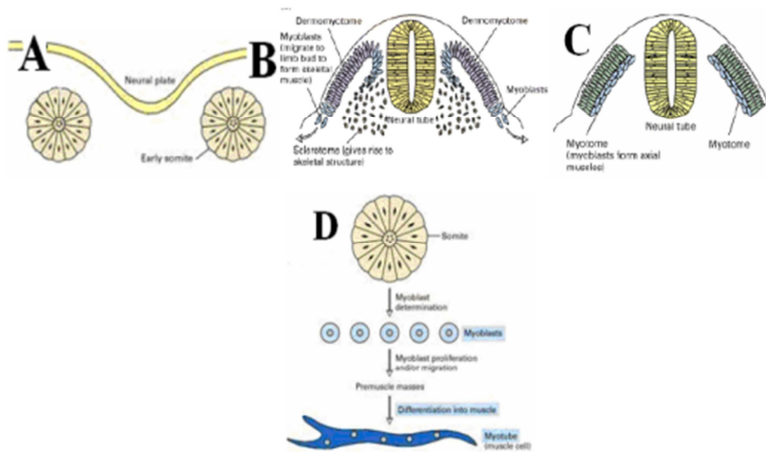 A
Neural plate
Early somite
B
Dermomyotome
Dermomyotome
Myoblasts
(migrate to
limb bud to
form skeletal
muscle)
Myoblasts
Neural tube
Sclerotome (gives rise to
skeletal structure)
C
Neural tube
Myotome
(myoblasts form axial
muscles)
Myotome
D
Somite
Myoblast
determination
Myoblasts
Myoblast proliferation
and/or migration
Premuscle masses
Differentiation into muscle
Myotube
(muscle cell)